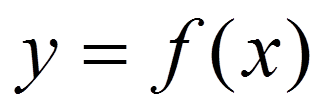 y = f(x)